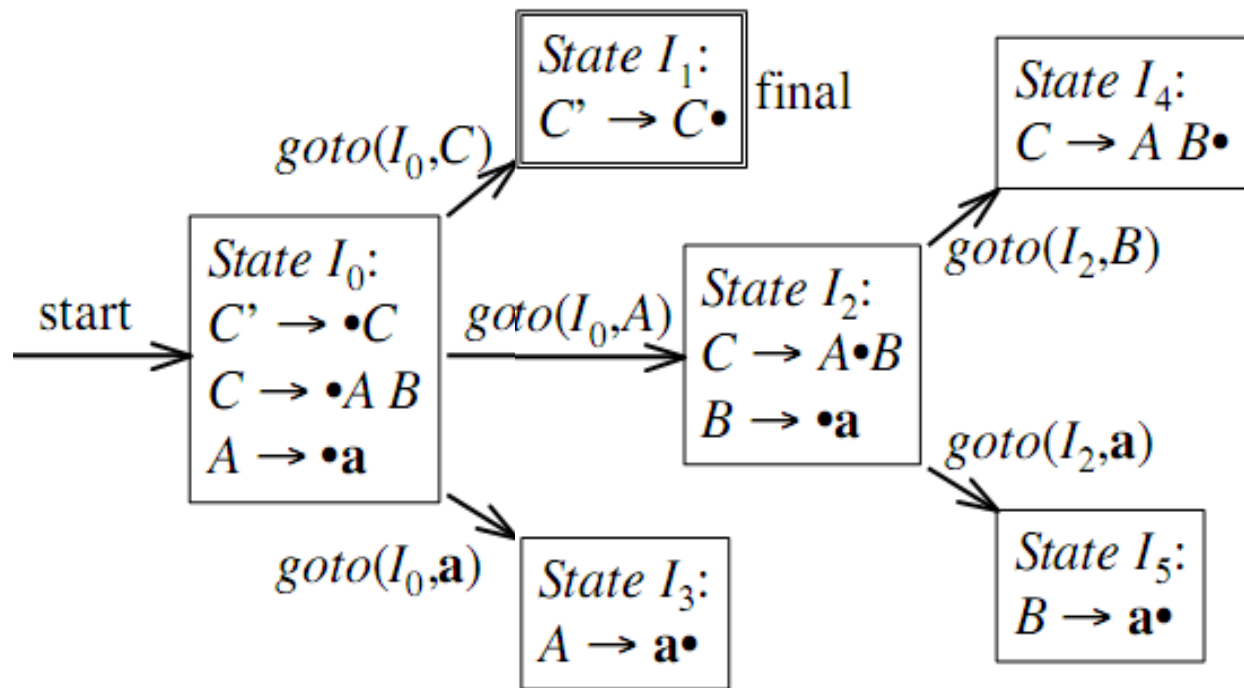 start
State I₀:
C’ → •C
C → •A B
A → •a
goto(I₀,C)
State I₁:
C’ → C•
final
goto(I₀,A)
State I₂:
C → A•B
B → •a
goto(I₀,a)
State I₃:
A → a•
goto(I₂,B)
State I₄:
C → A B•
goto(I₂,a)
State I₅:
B → a•